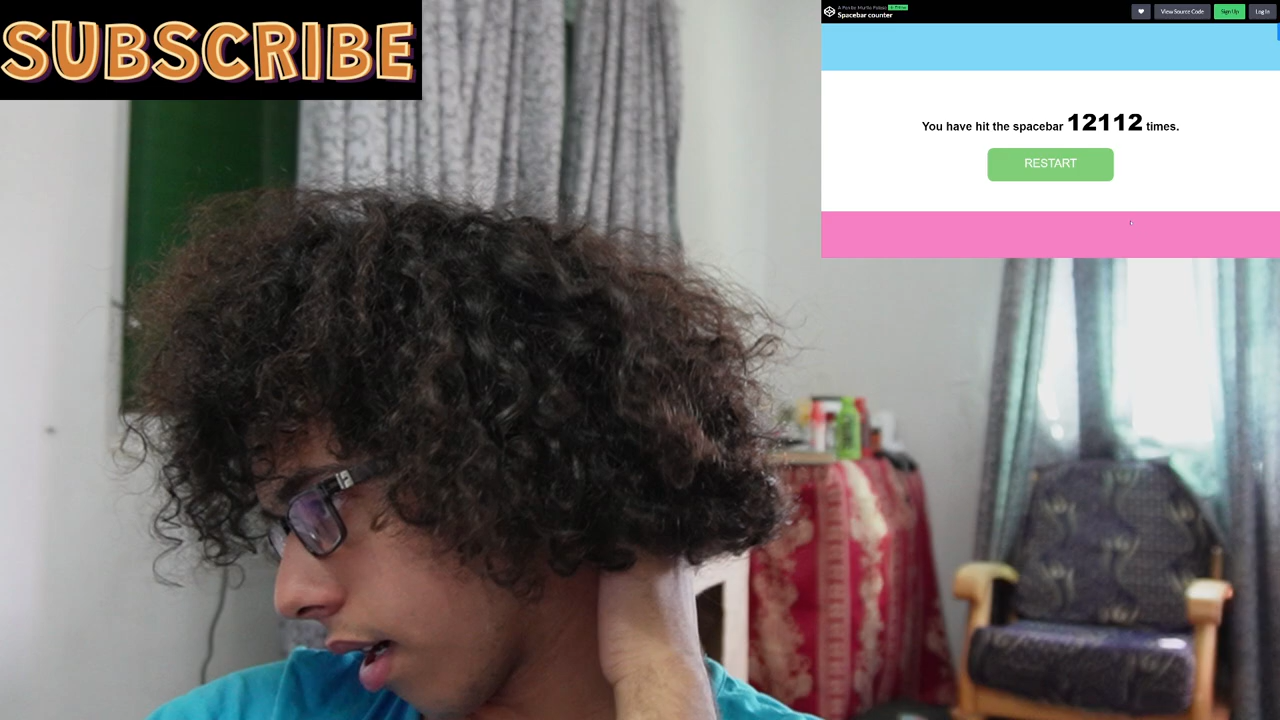 SUBSCRIBE
Spacebar counter
View Source Code
Sign Up
Log In
You have hit the spacebar 12112 times.
RESTART